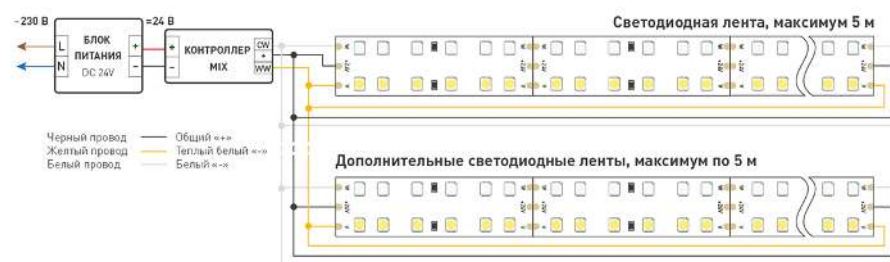 ~230 В
=24 В
L
N
БЛОК
ПИТАНИЯ
DC 24V
+
–
+
–
КОНТРОЛЛЕР
MIX
CW
+
WW
Светодиодная лента, максимум 5 м
Черный провод
Общий «+»
Желтый провод
Теплый белый «-»
Белый провод
Белый «-»
Дополнительные светодиодные ленты, максимум по 5 м